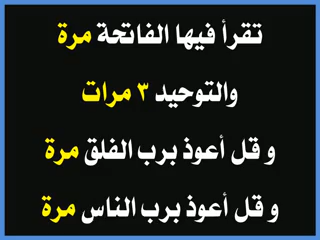 تقرأ فيها الفاتحة مرة
والتوحيد ٣ مرات
و قل أعوذ برب الفلق مرة
و قل أعوذ برب الناس مرة